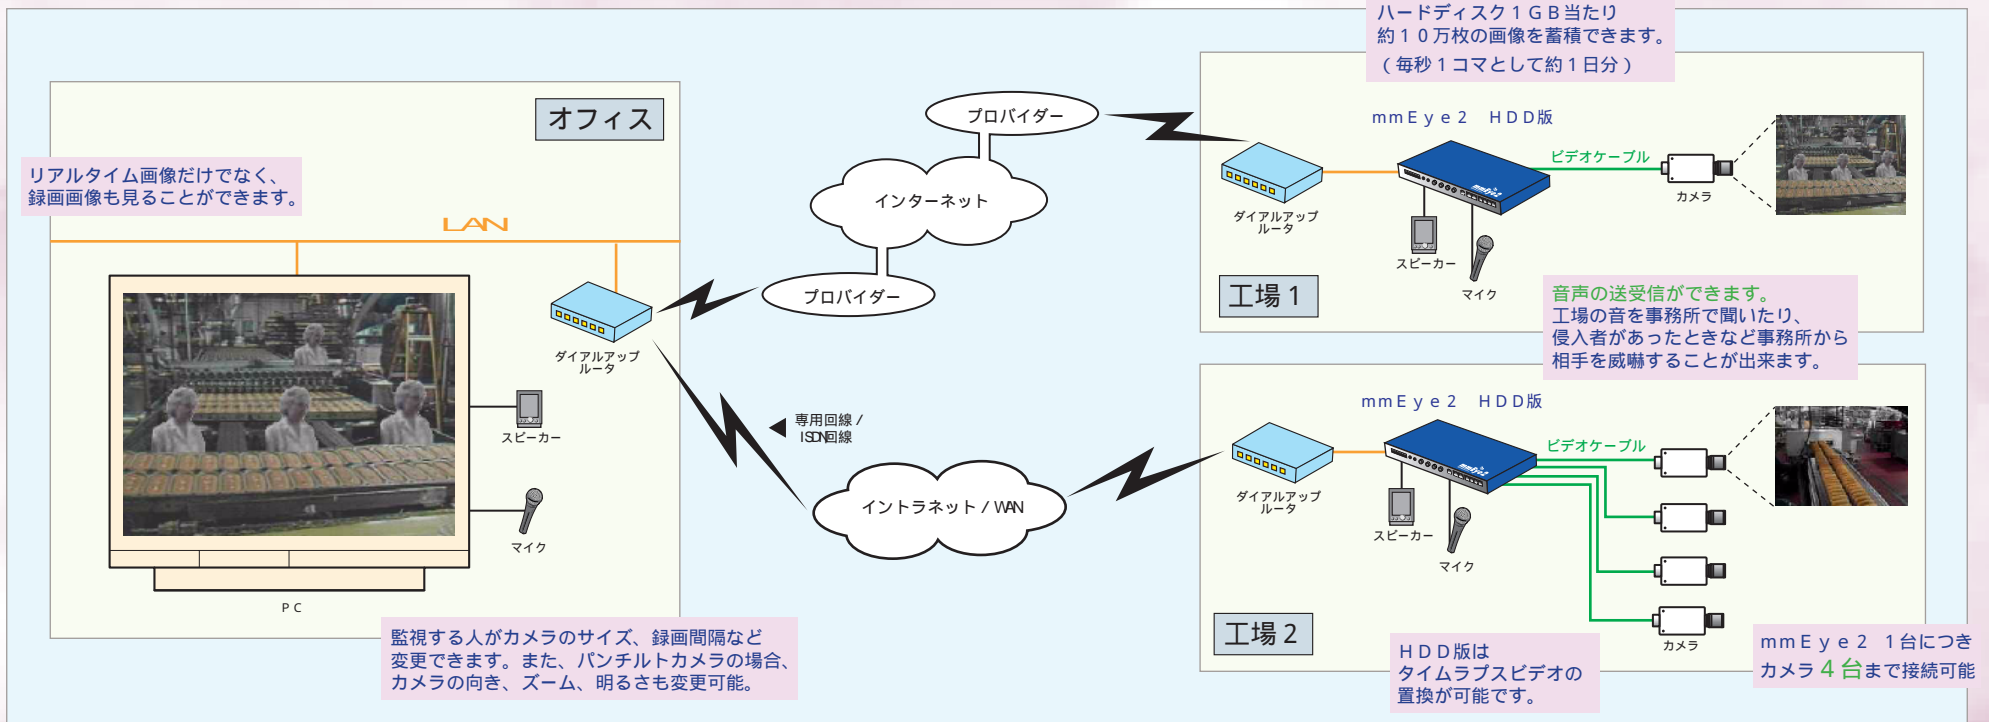 ハードディスク1GB当たり
約10万枚の画像を蓄積できます。
(毎秒1コマとして約1日分)
オフィス
リアルタイム画像だけでなく、
録画画像も見ることができます。
LAN
ダイアルアップ
ルータ
スピーカー
マイク
PC
監視する人がカメラのサイズ、録画間隔など
変更できます。また、パンチルトカメラの場合、
カメラの向き、ズーム、明るさも変更可能。
プロバイダー
インターネット
プロバイダー
専用回線/
ISDN回線
イントラネット/WAN
mmEye2 HDD版
ビデオケーブル
カメラ
ダイアルアップ
ルータ
mmEye2
スピーカー
マイク
工場1
音声の送受信ができます。
工場の音を事務所で聞いたり、
侵入者があったときなど事務所から
相手を威嚇することが出来ます。
mmEye2 HDD版
ビデオケーブル
ダイアルアップ
ルータ
mmEye2
スピーカー
マイク
カメラ
工場2
HDD版は
タイムラプスビデオの
置換が可能です。
mmEye2 1台につき
カメラ4台まで接続可能